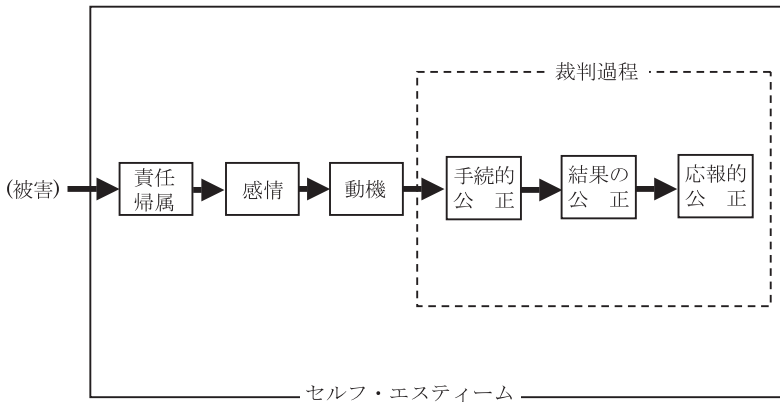 裁判過程
(被害)
責任
帰属
感情
動機
手続的
公　正
結果の
公　正
応報的
公　正
セルフ・エスティーム